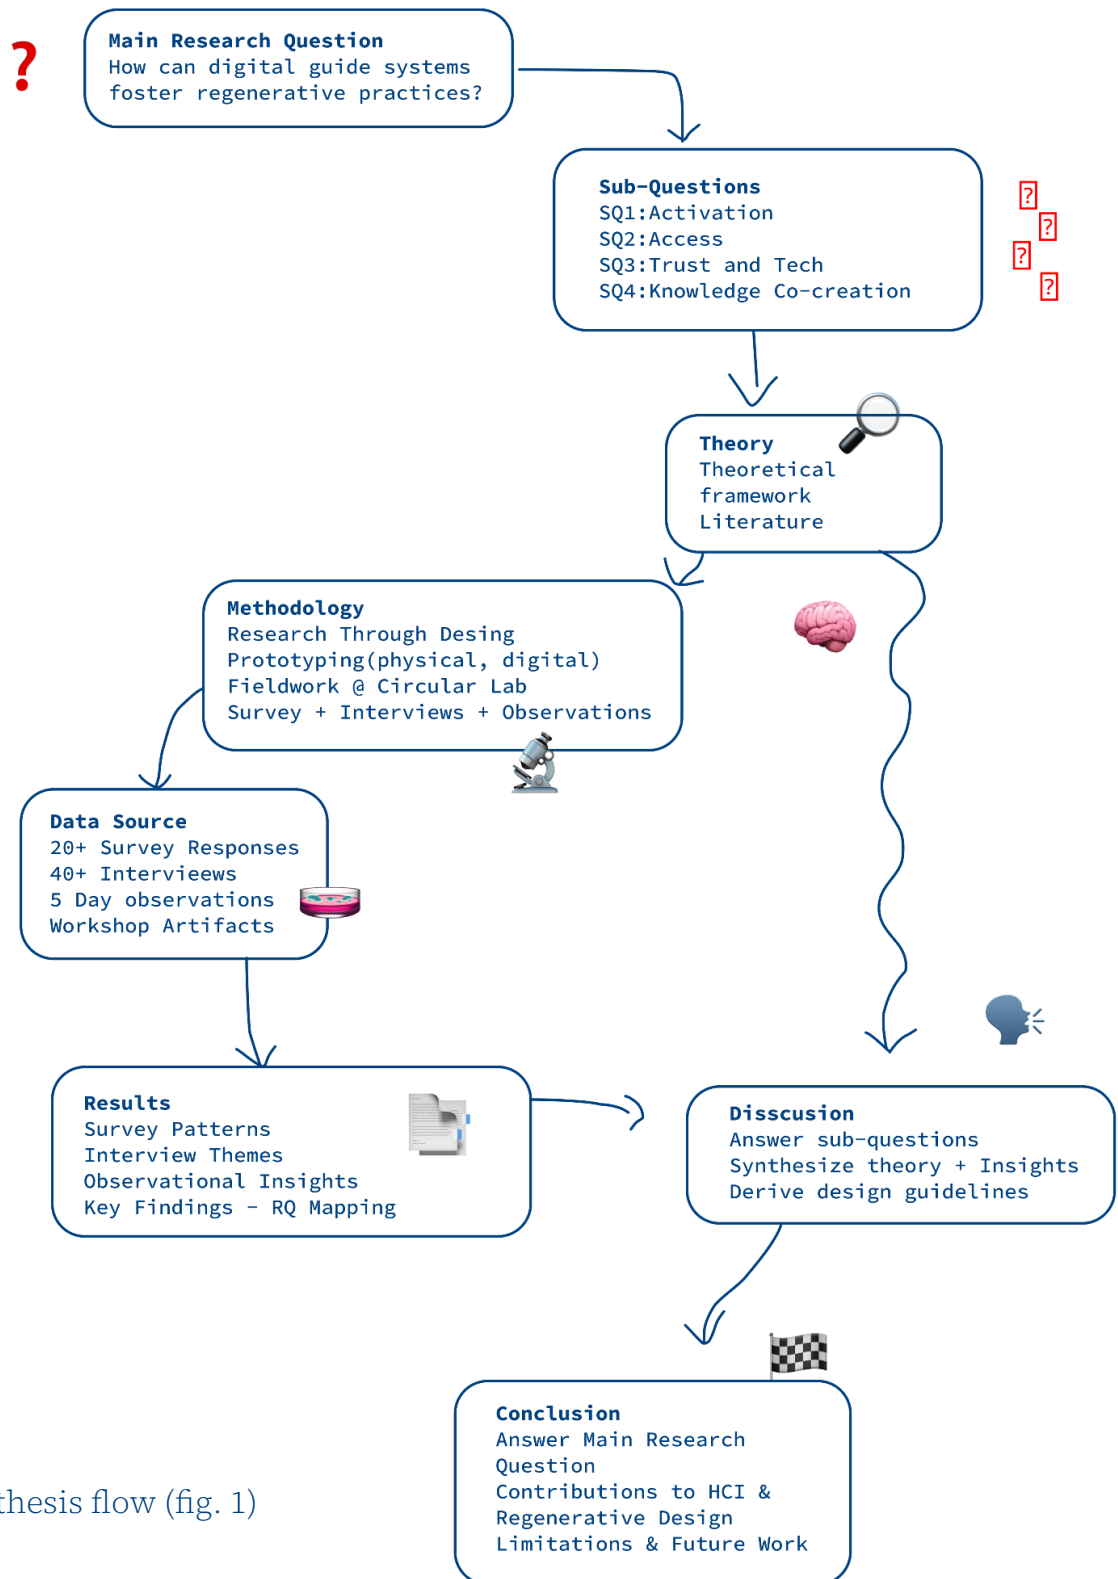 ?
Main Research Question
How can digital guide systems
foster regenerative practices?
Sub-Questions
SQ1:Activation
SQ2:Access
SQ3:Trust and Tech
SQ4:Knowledge Co-creation
?
?
?
?
Theory
Theoretical
framework
Literature
Methodology
Research Through Desing
Prototyping(physical, digital)
Fieldwork @ Circular Lab
Survey + Interviews + Observations
Data Source
20+ Survey Responses
40+ Intervieews
5 Day observations
Workshop Artifacts
Results
Survey Patterns
Interview Themes
Observational Insights
Key Findings - RQ Mapping
Disscusion
Answer sub-questions
Synthesize theory + Insights
Derive design guidelines
Conclusion
Answer Main Research
Question
Contributions to HCI &
Regenerative Design
Limitations & Future Work
thesis flow (fig. 1)